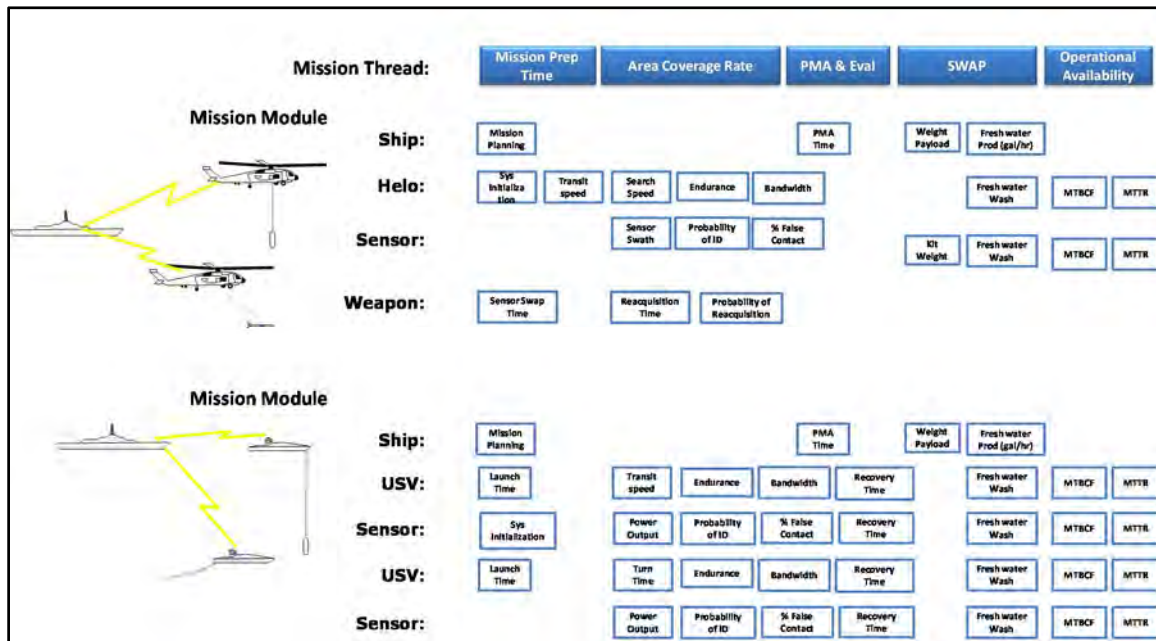 Mission Thread:
Mission Prep
Time
Area Coverage Rate
PMA & Eval
SWAP
Operational
Availability
Mission Module
Ship:
Mission
Planning
PMA
Time
Weight
Payload
Fresh water
Prod (gal/hr)
Helo:
Sys
Initializa
tion
Transit
speed
Search
Speed
Endurance
Bandwidth
Fresh water
Wash
MTBCF
MTTR
Sensor:
Sensor
Swath
Probability
of ID
% False
Contact
Kit
Weight
Fresh water
Wash
MTBCF
MTTR
Weapon:
Sensor Swap
Time
Reacquisition
Time
Probability of
Reacquisition
Mission Module
Ship:
Mission
Planning
PMA
Time
Weight
Payload
Fresh water
Prod (gal/hr)
USV:
Launch
Time
Transit
speed
Endurance
Bandwidth
Recovery
Time
Fresh water
Wash
MTBCF
MTTR
Sensor:
Sys
Initialization
Power
Output
Probability
of ID
% False
Contact
Recovery
Time
Fresh water
Wash
MTBCF
MTTR
USV:
Launch
Time
Turn
Time
Endurance
Bandwidth
Recovery
Time
Fresh water
Wash
MTBCF
MTTR
Sensor:
Power
Output
Probability
of ID
% False
Contact
Recovery
Time
Fresh water
Wash
MTBCF
MTTR